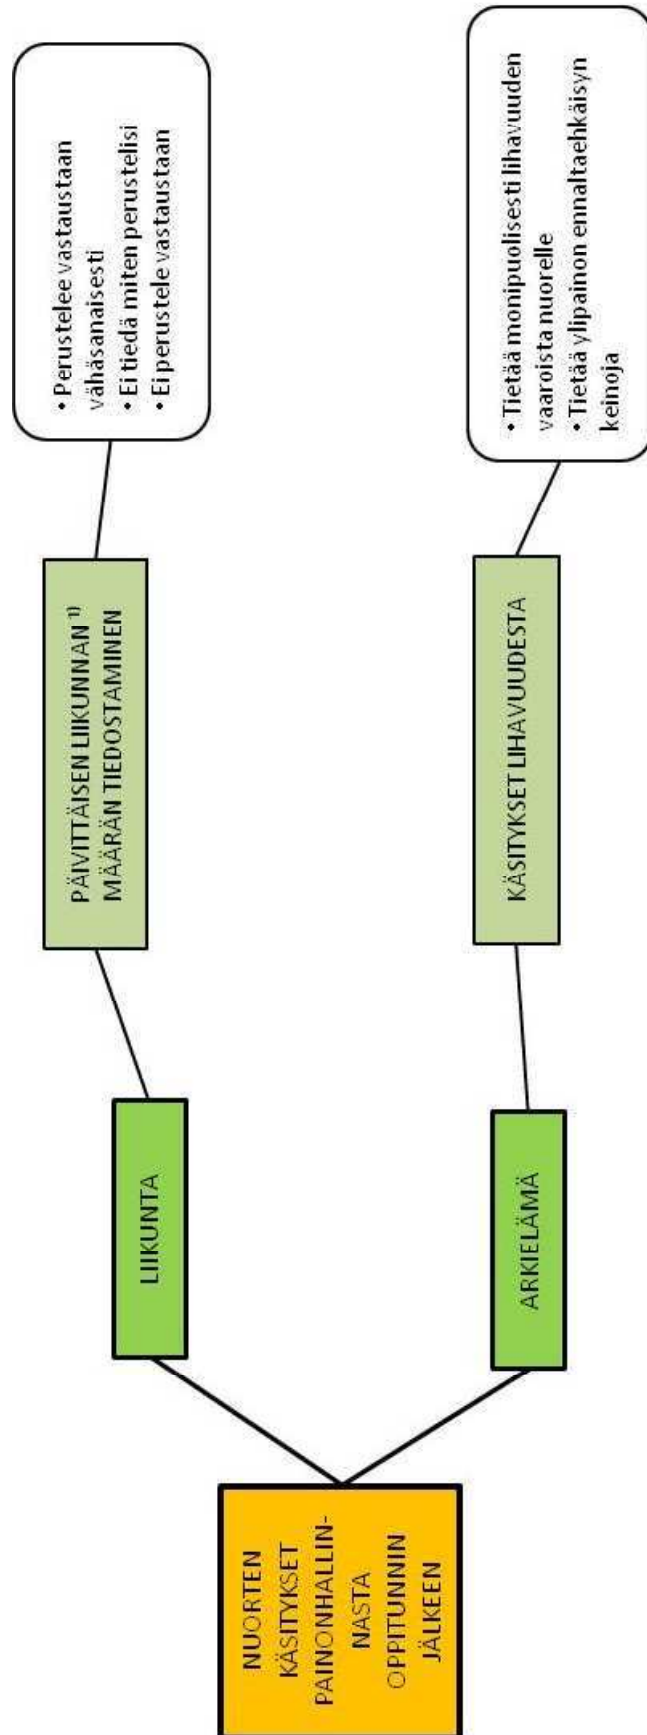 NUORTEN
KÄSITYKSET
PAINONHALLIN-
NASTA
OPPITUNNIN
JÄLKEEN
LIIKUNTA
PÄIVITTÄISEN LIIKUNNAN 1)
MÄÄRÄN TIEDOSTAMINEN
• Perustelee vastaustaan
vähäsanaisesti
• Ei tiedä miten perustelisi
• Ei perustele vastaustaan
ARKIELÄMÄ
KÄSITYKSET LIHAVUUDESTA
• Tietää monipuolisesti lihavuuden
vaaroista nuorelle
• Tietää ylipainon ennaltaehkäisyn
keinoja